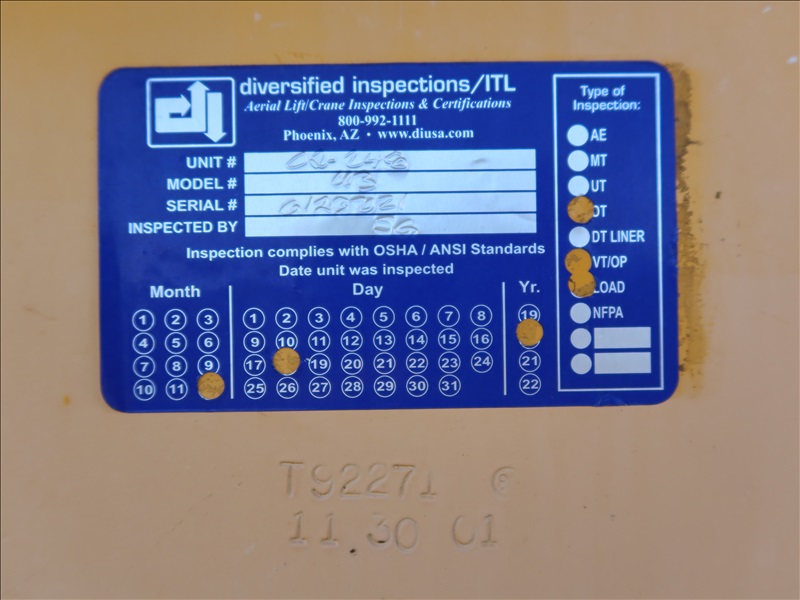 diversified inspections/ITL
Aerial Lift/Crane Inspections & Certifications
800-992-1111
Phoenix, AZ • www.diusa.com
UNIT #
MODEL #
SERIAL #
INSPECTED BY
Inspection complies with OSHA / ANSI Standards
Date unit was inspected
Month
1 2 3
4 5 6
7 8 9
10 11
Day
1 2 3 4 5 6 7 8
9 10 11 12 13 14 15 16
17 19 20 21 22 23 24
25 26 27 28 29 30 31
Yr.
19
21
22
Type of
Inspection:
AE
MT
UT
DT LINER
VT/OP
LOAD
NFPA
T92271
11.30 01